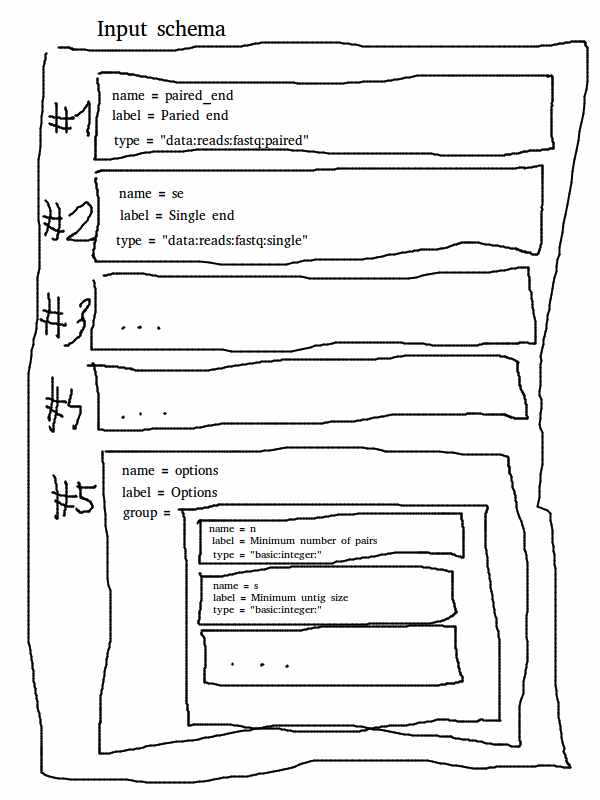 Input schema
#1
name = paired_end
label = Paried end
type = "data:reads:fastq:paired"
#2
name = se
label = Single end
type = "data:reads:fastq:single"
#3
. . .
#4
. . .
#5
name = options
label = Options
group =
name = n
label = Minimum number of pairs
type = "basic:integer:"
name = s
label = Minimum untig size
type = "basic:integer:"
. . .